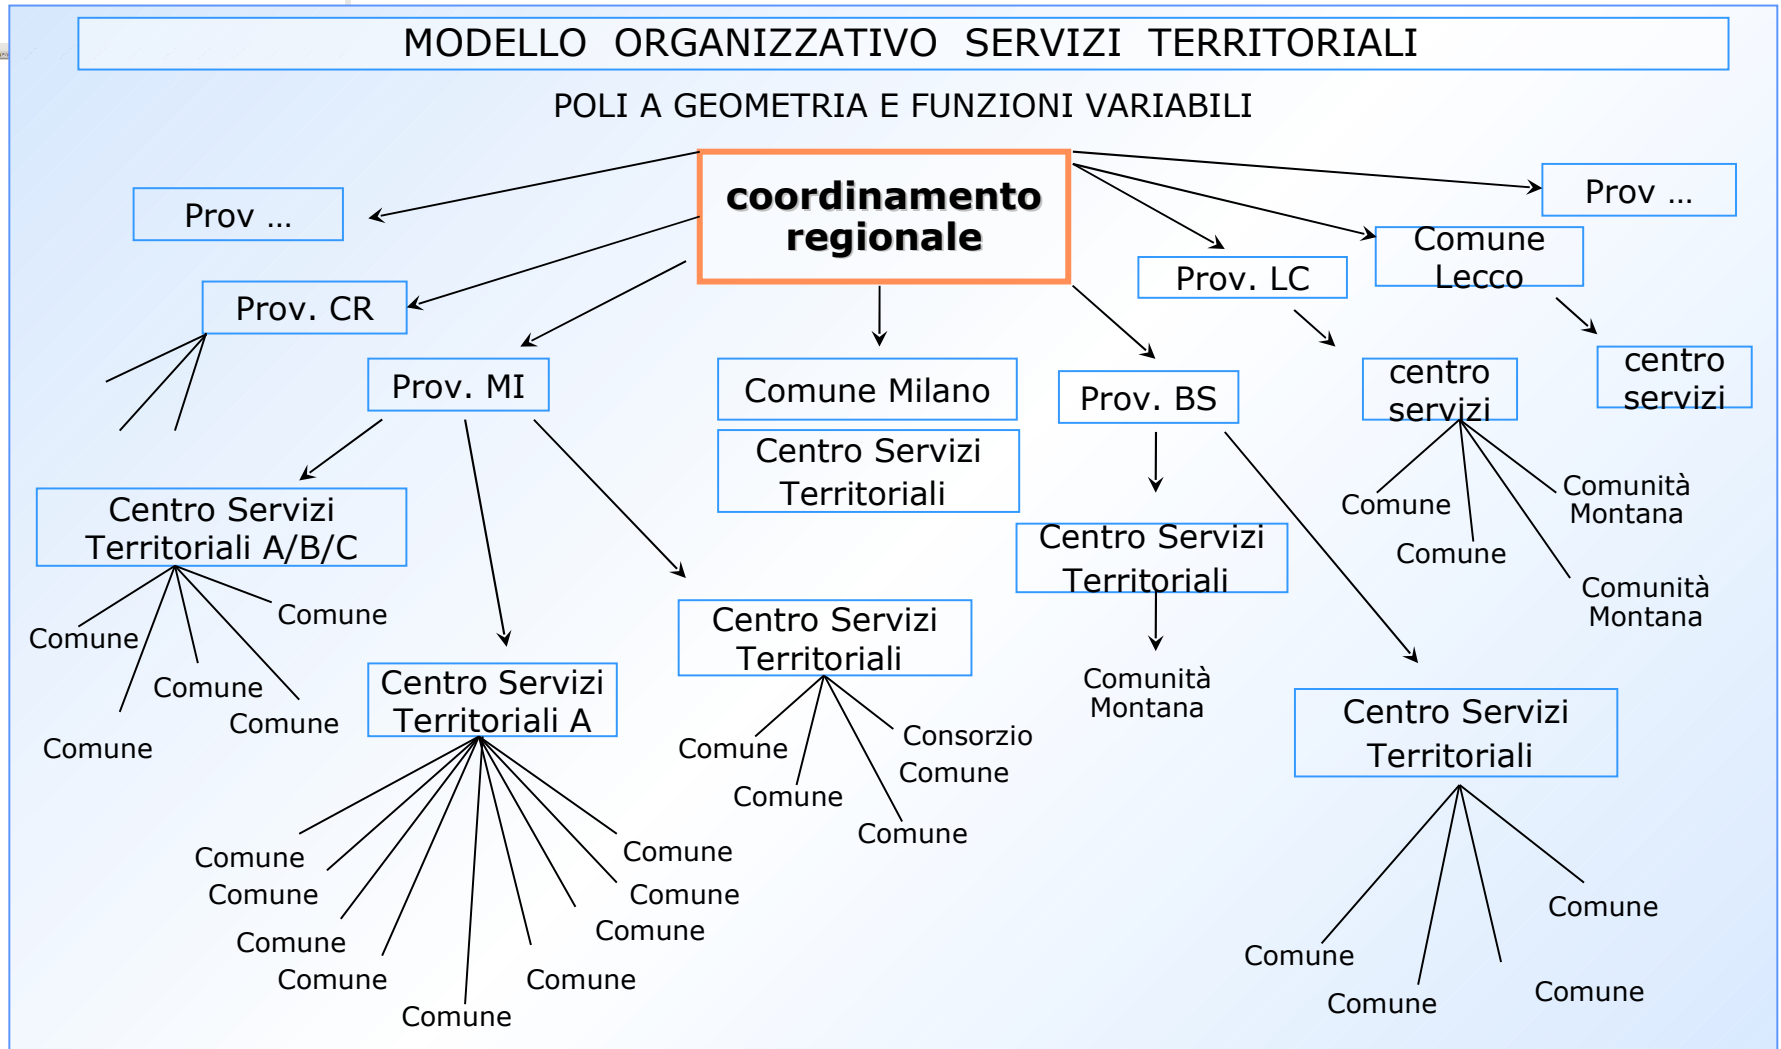 MODELLO ORGANIZZATIVO SERVIZI TERRITORIALI
POLI A GEOMETRIA E FUNZIONI VARIABILI
coordinamento
regionale
Prov ...
Prov ...
Comune
Lecco
Prov. LC
Prov. CR
Prov. MI
Comune Milano
Centro Servizi
Territoriali
Prov. BS
centro
servizi
centro
servizi
Centro Servizi
Territoriali A/B/C
Comune
Comune
Comune
Comune
Comune
Centro Servizi
Territoriali A
Comune
Comune
Comune
Comune
Comune
Comune
Comune
Comune
Comune
Centro Servizi
Territoriali
Comune
Comune
Comune
Consorzio
Comune
Centro Servizi
Territoriali
Comunità
Montana
Comune
Comune
Comunità
Montana
Comunità
Montana
Centro Servizi
Territoriali
Comune
Comune
Comune
Comune